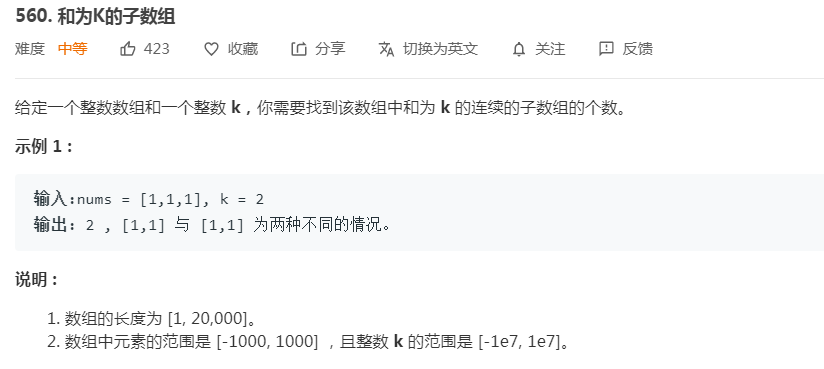 560. 和为K的子数组
难度 中等 423 收藏 分享 切换为英文 关注 反馈
给定一个整数数组和一个整数 k，你需要找到该数组中和为 k 的连续的子数组的个数。
示例 1 :
输入:nums = [1,1,1], k = 2
输出: 2 , [1,1] 与 [1,1] 为两种不同的情况。
说明 :
1. 数组的长度为 [1, 20,000]。
2. 数组中元素的范围是 [-1000, 1000] ，且整数 k 的范围是 [-1e7, 1e7]。